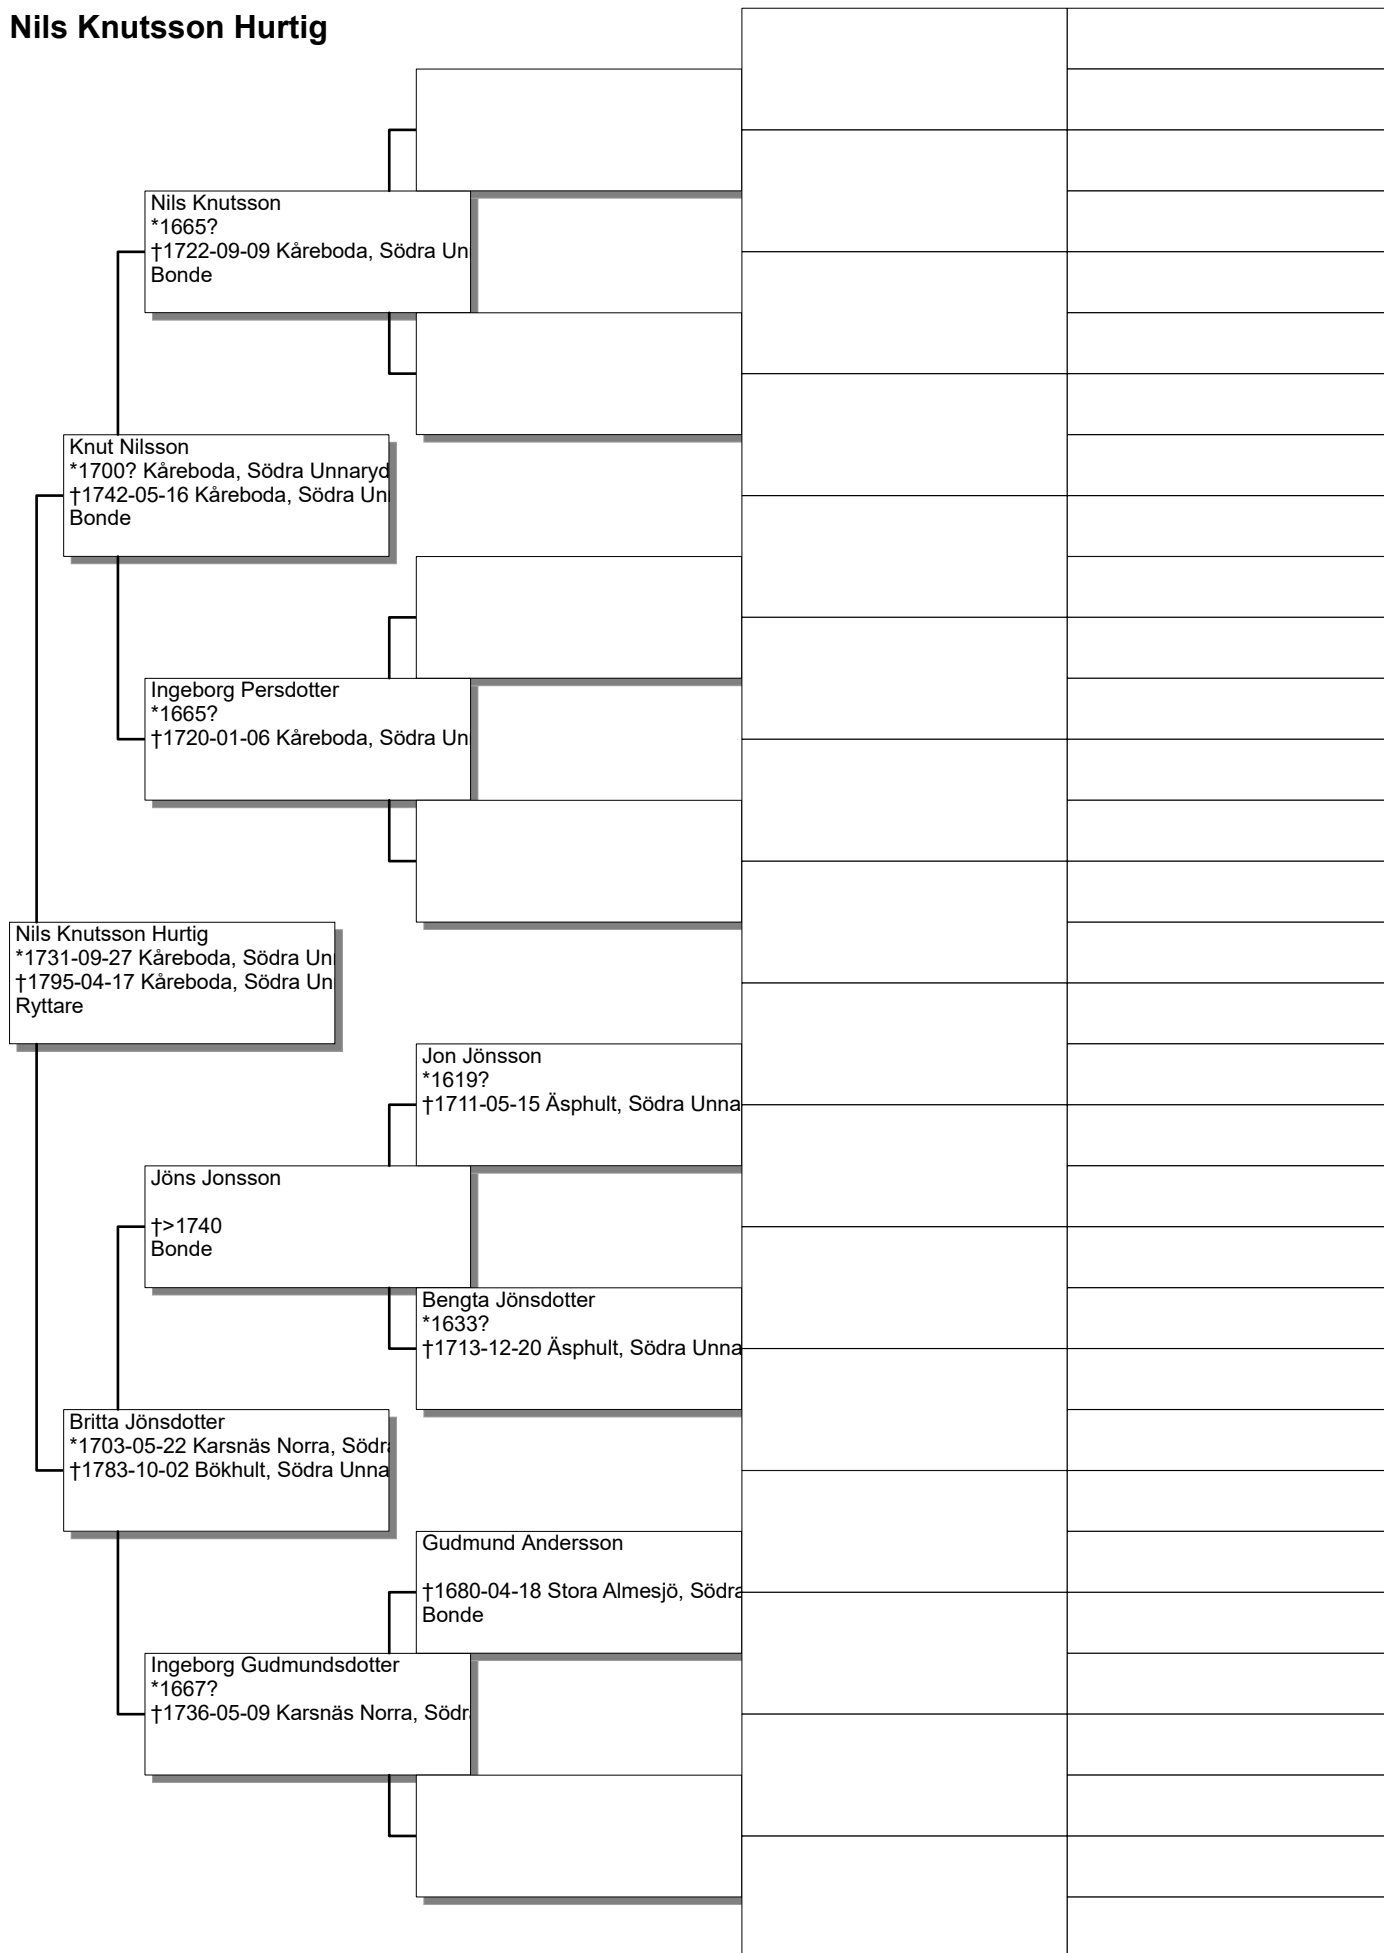 Nils Knutsson Hurtig
Nils Knutsson
*1665?
†1722-09-09 Kåreboda, Södra Un
Bonde
Knut Nilsson
*1700? Kåreboda, Södra Unnaryd
†1742-05-16 Kåreboda, Södra Un
Bonde
Ingeborg Persdotter
*1665?
†1720-01-06 Kåreboda, Södra Un
Nils Knutsson Hurtig
*1731-09-27 Kåreboda, Södra Un
†1795-04-17 Kåreboda, Södra Un
Ryttare
Jon Jönsson
*1619?
†1711-05-15 Äsphult, Södra Unna
Jöns Jonsson
†>1740
Bonde
Bengta Jönsdotter
*1633?
†1713-12-20 Äsphult, Södra Unna
Britta Jönsdotter
*1703-05-22 Karsnäs Norra, Södr
†1783-10-02 Bökhult, Södra Unna
Gudmund Andersson
†1680-04-18 Stora Almesjö, Södra
Bonde
Ingeborg Gudmundsdotter
*1667?
†1736-05-09 Karsnäs Norra, Södr